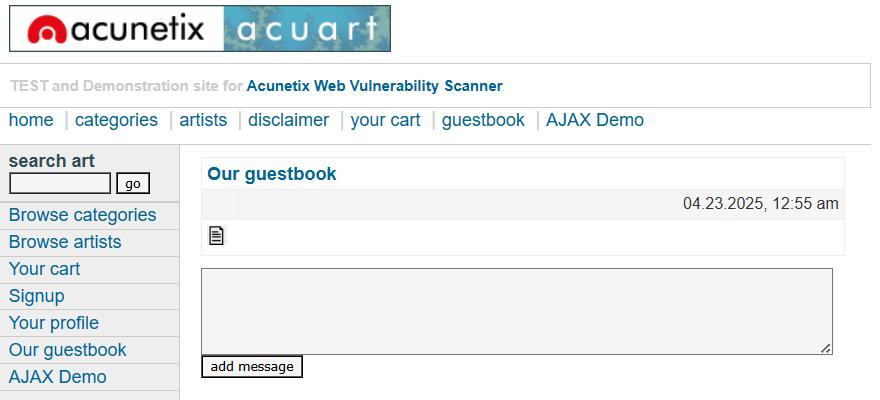 acunetix acuart
TEST and Demonstration site for Acunetix Web Vulnerability Scanner
home | categories | artists | disclaimer | your cart | guestbook | AJAX Demo
search art
go
Browse categories
Browse artists
Your cart
Signup
Your profile
Our guestbook
AJAX Demo
Our guestbook
04.23.2025, 12:55 am
add message